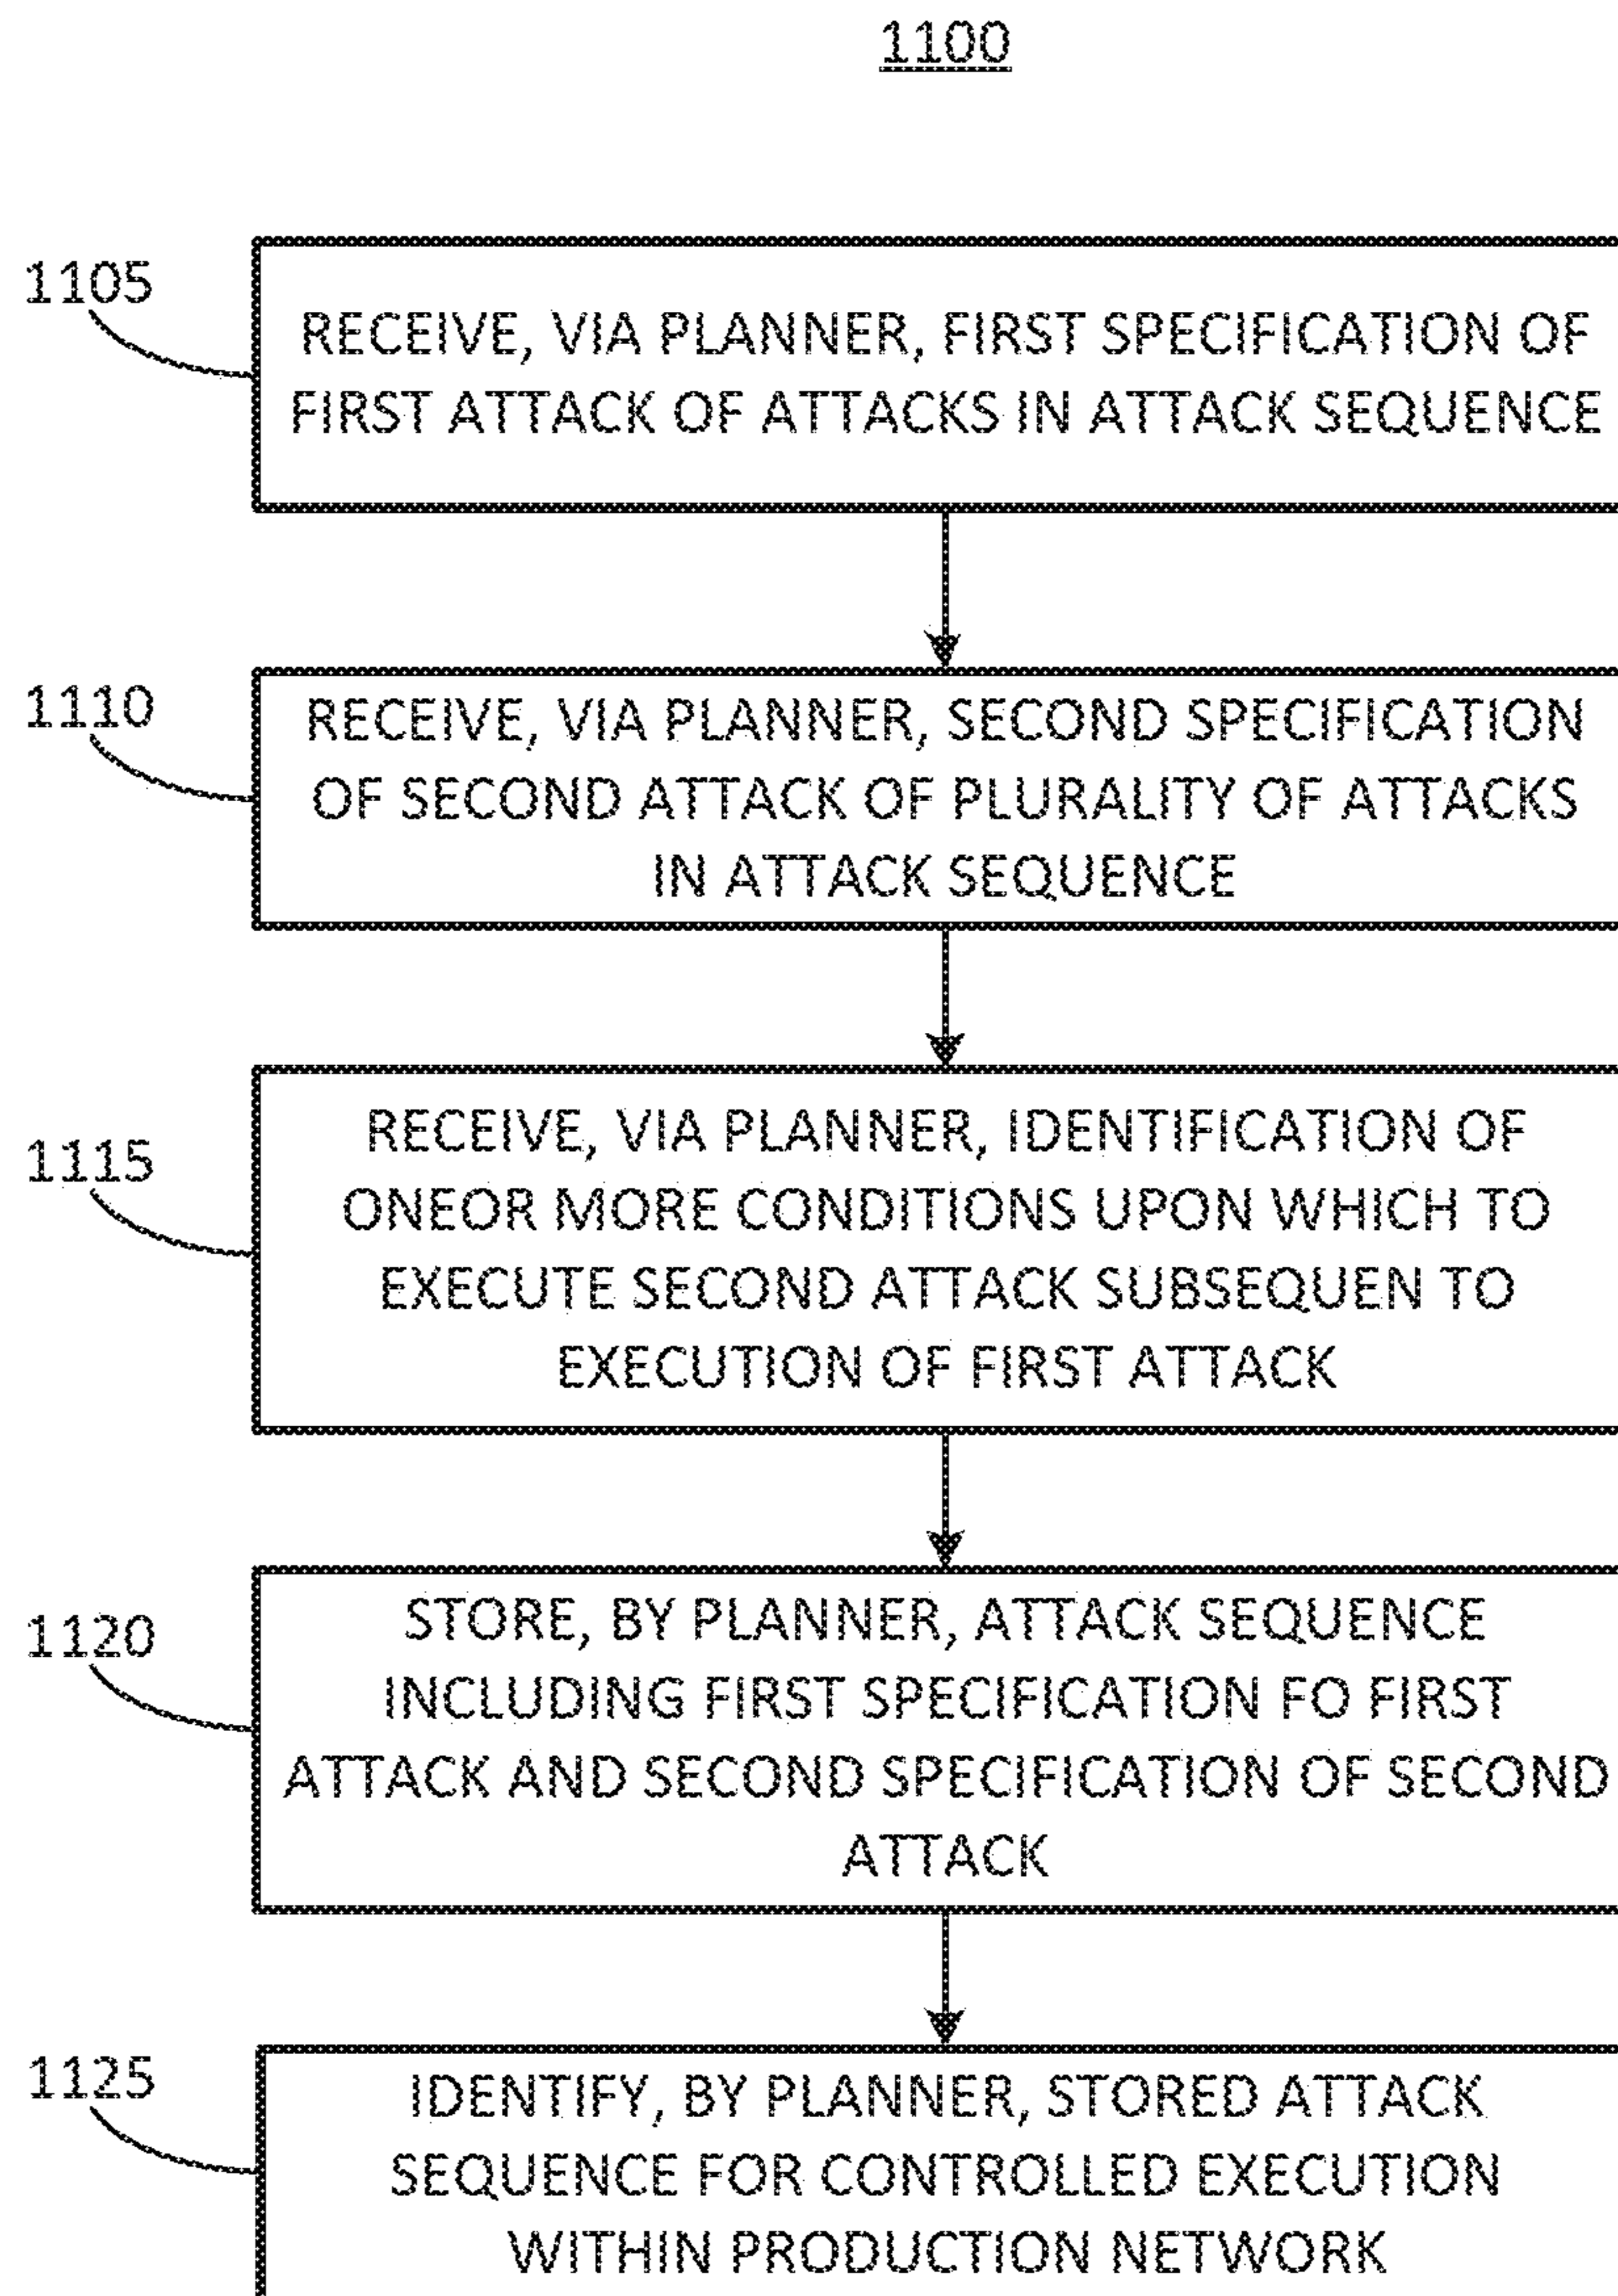 1100
1105
RECEIVE, VIA PLANNER, FIRST SPECIFICATION OF
FIRST ATTACK OF ATTACKS IN ATTACK SEQUENCE
1110
RECEIVE, VIA PLANNER, SECOND SPECIFICATION
OF SECOND ATTACK OF PLURALITY OF ATTACKS
IN ATTACK SEQUENCE
1115
RECEIVE, VIA PLANNER, IDENTIFICATION OF
ONEOR MORE CONDITIONS UPON WHICH TO
EXECUTE SECOND ATTACK SUBSEQUEN TO
EXECUTION OF FIRST ATTACK
1120
STORE, BY PLANNER, ATTACK SEQUENCE
INCLUDING FIRST SPECIFICATION FO FIRST
ATTACK AND SECOND SPECIFICATION OF SECOND
ATTACK
1125
IDENTIFY, BY PLANNER, STORED ATTACK
SEQUENCE FOR CONTROLLED EXECUTION
WITHIN PRODUCTION NETWORK